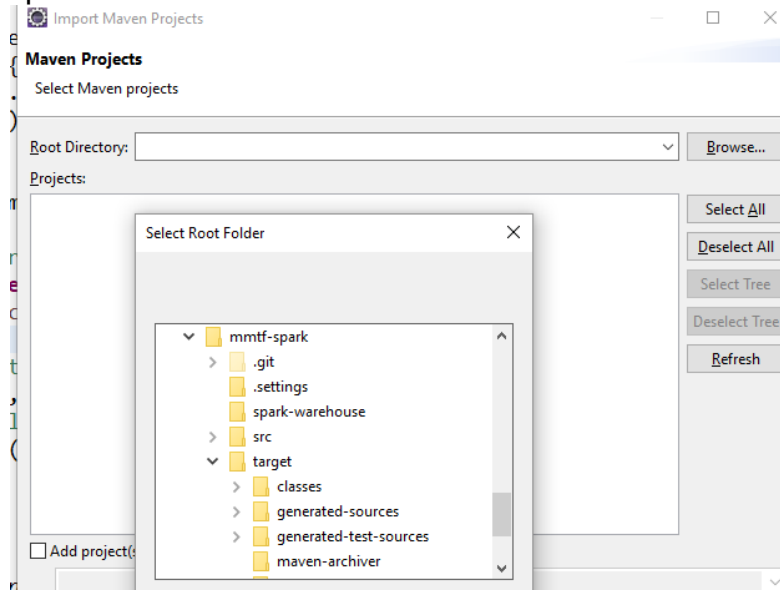 Import Maven Projects
Maven Projects
Select Maven projects
Root Directory:
Browse...
Projects:
Select All
Deselect All
Select Tree
Deselect Tree
Refresh
Select Root Folder
mmtf-spark
.git
.settings
spark-warehouse
src
target
classes
generated-sources
generated-test-sources
maven-archiver
Add project(s